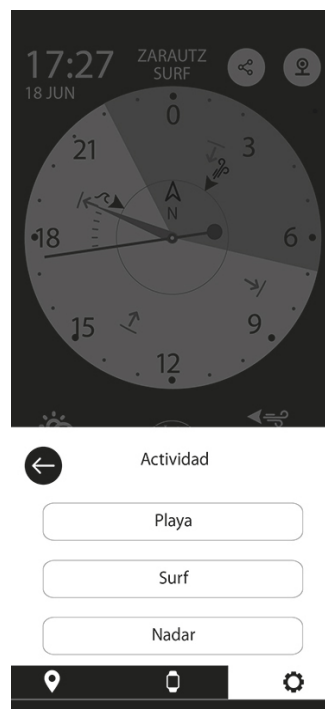 17:27
18 JUN
ZARAUTZ
SURF
0
3
6
9
12
15
18
21
N
Actividad
Playa
Surf
Nadar